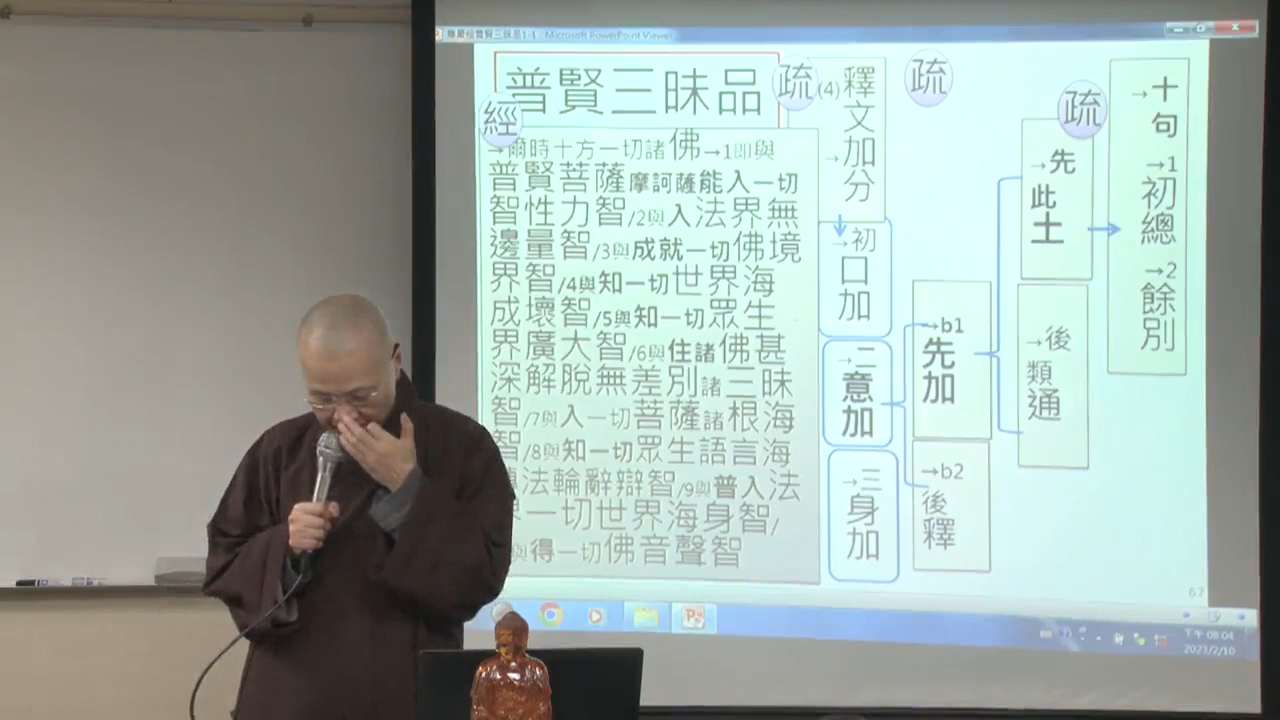 華嚴經普賢三昧品1-1 - Microsoft PowerPoint Viewer
普賢三昧品
經
→爾時十方一切諸佛→1即與
普賢菩薩摩訶薩能入一切
智性力智/2與入法界無
邊量智/3與成就一切佛境
界智/4與知一切世界海
成壞智/5與知一切眾生
界廣大智/6與住諸佛甚
深解脫無差別諸三昧
智/7與入一切菩薩諸根海
智/8與知一切眾生語言海
法輪辭辯智/9與普入法
一切世界海身智/
與得一切佛音聲智
疏
(4)
→釋文加分
→初口加
→二意加
→三身加
疏
→b1
先加
→b2
後釋
疏
→先此土
→後類通
→十句
→1
初總
→2
餘別
67
下午 08:04
2023/2/10